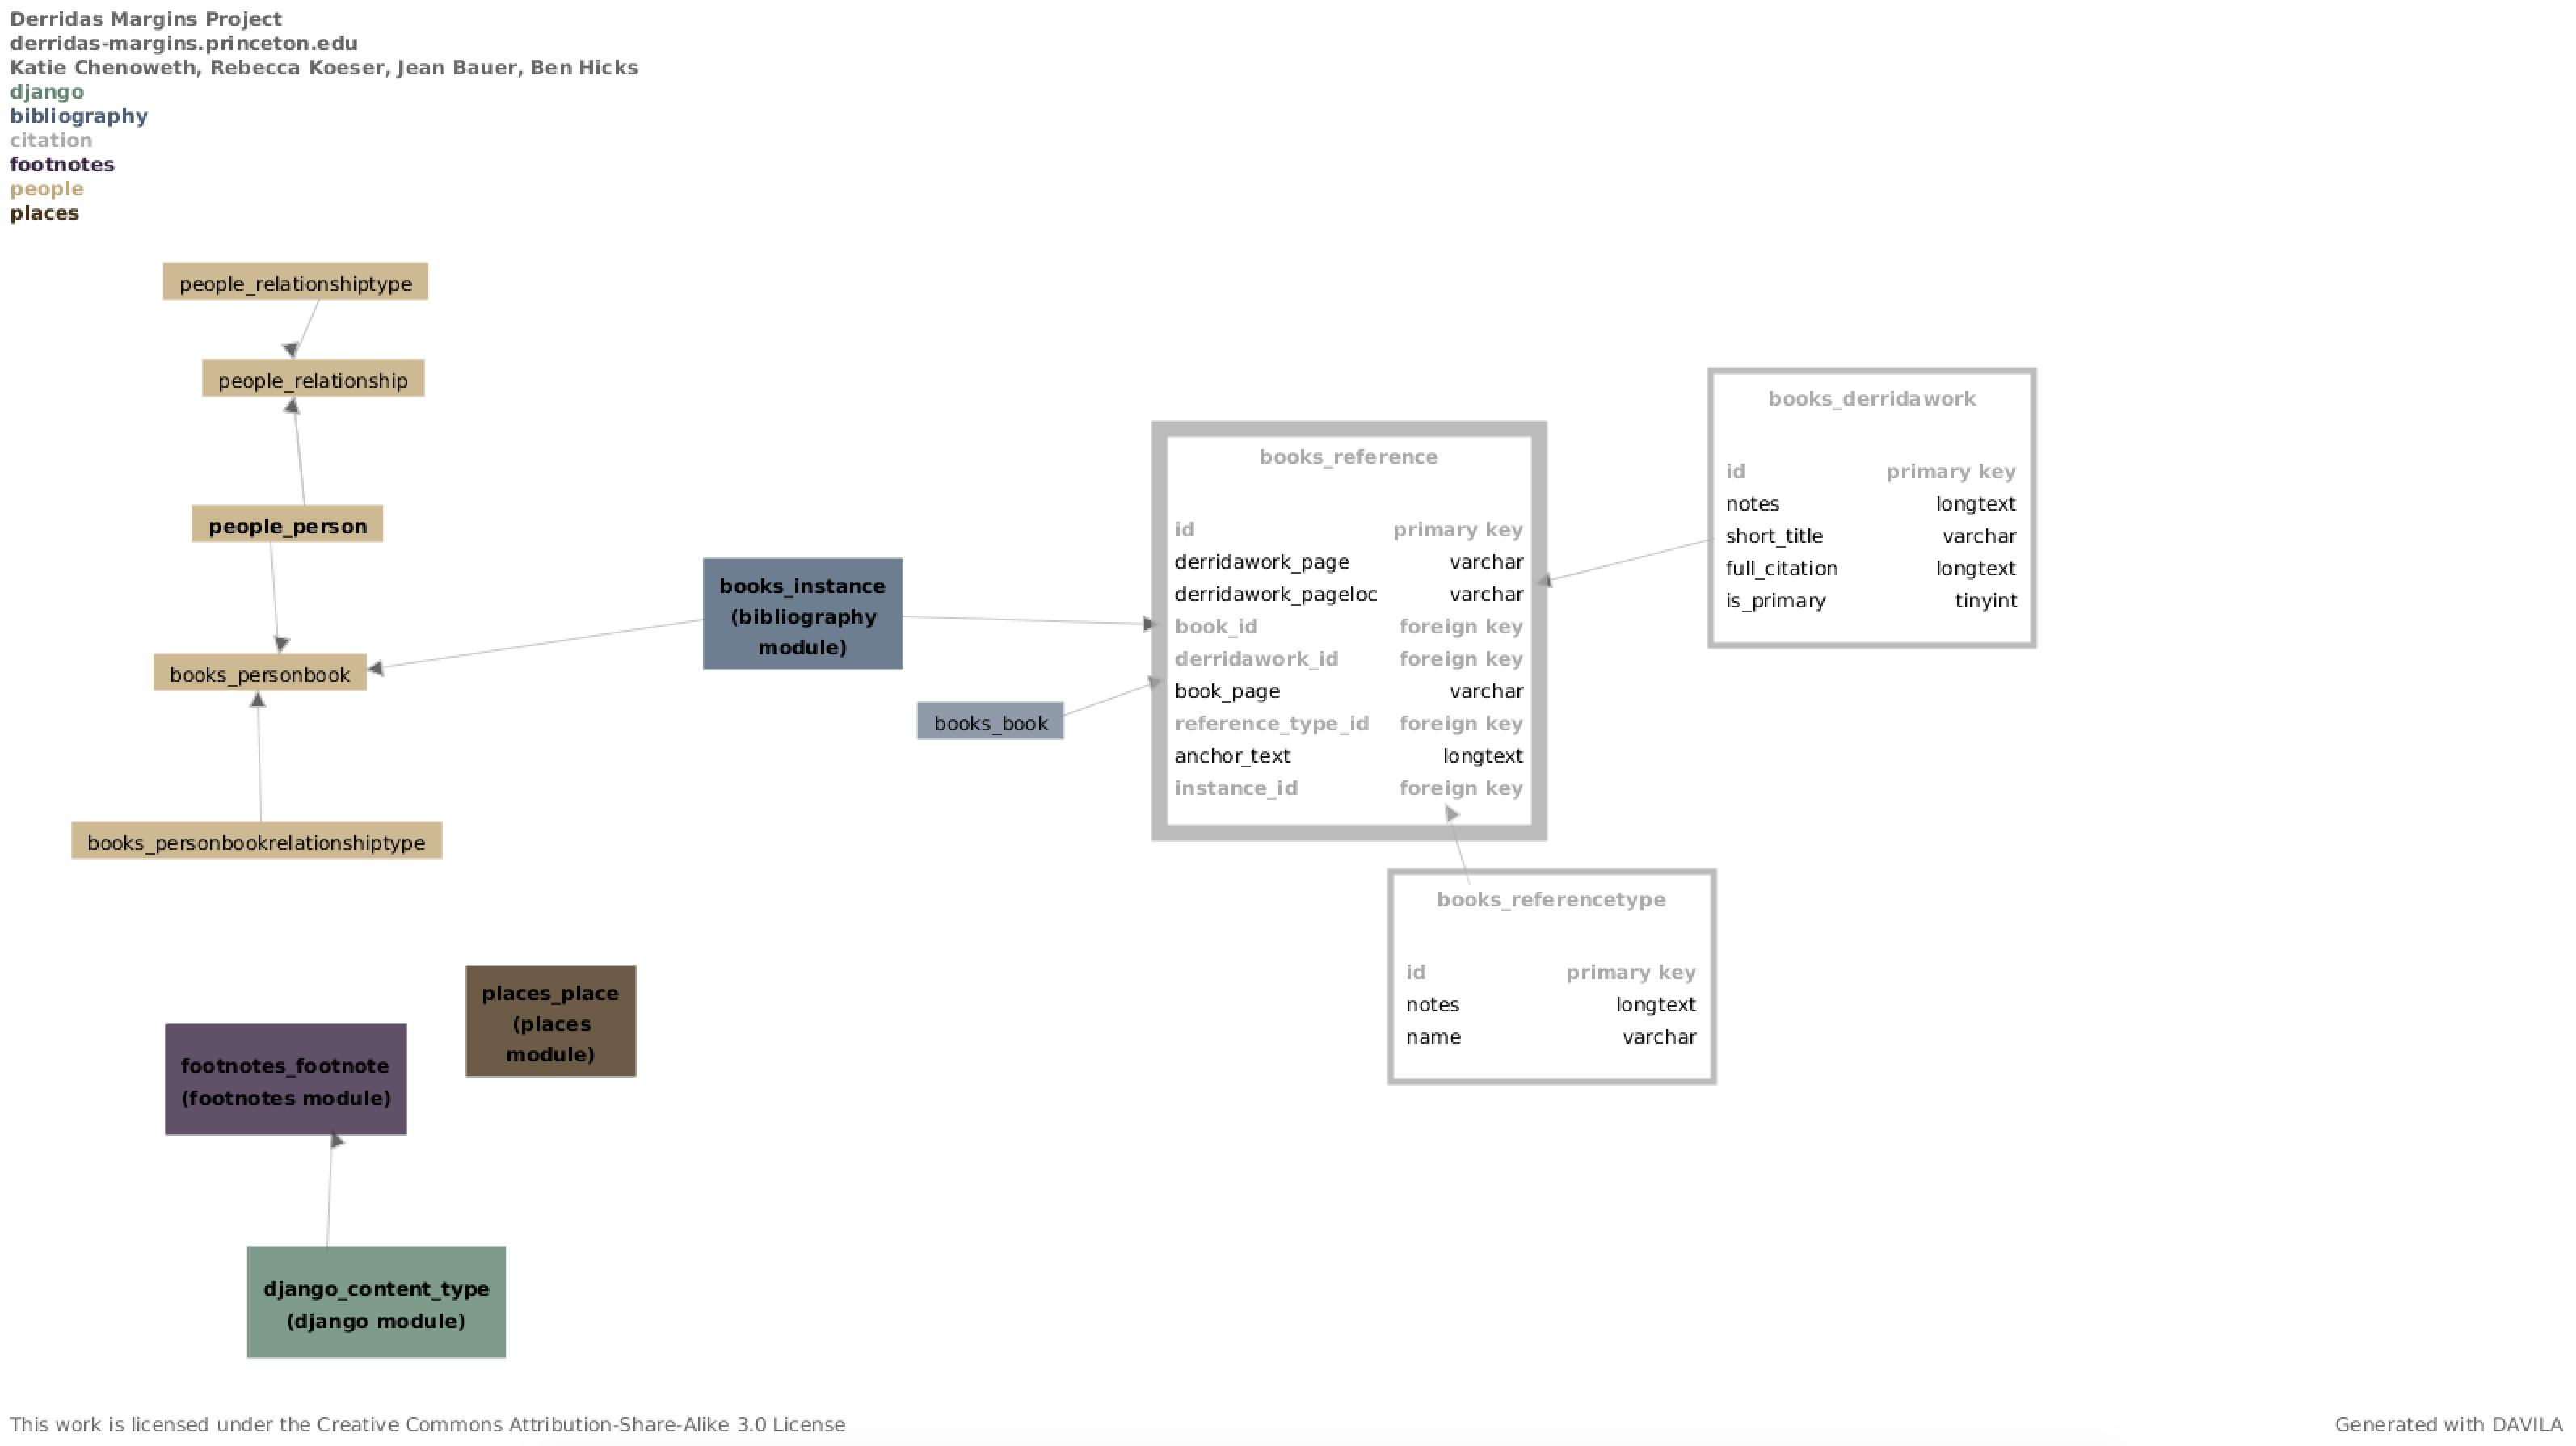 Derridas Margins Project
derridas-margins.princeton.edu
Katie Chenoweth, Rebecca Koeser, Jean Bauer, Ben Hicks
django
bibliography
citation
footnotes
people
places
people_relationshiptype
people_relationship
people_person
books_personbook
books_personbookrelationshiptype
books_instance
(bibliography
module)
books_book
books_reference
id primary key
derridawork_page varchar
derridawork_pageloc varchar
book_id foreign key
derridawork_id foreign key
book_page varchar
reference_type_id foreign key
anchor_text longtext
instance_id foreign key
books_derridawork
id primary key
notes longtext
short_title varchar
full_citation longtext
is_primary tinyint
books_referencetype
id primary key
notes longtext
name varchar
places_place
(places
module)
footnotes_footnote
(footnotes module)
django_content_type
(django module)
This work is licensed under the Creative Commons Attribution-Share-Alike 3.0 License
Generated with DAVILA